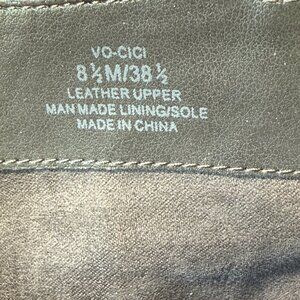 VO-CICI
8½M/38½
LEATHER UPPER
MAN MADE LINING/SOLE
MADE IN CHINA